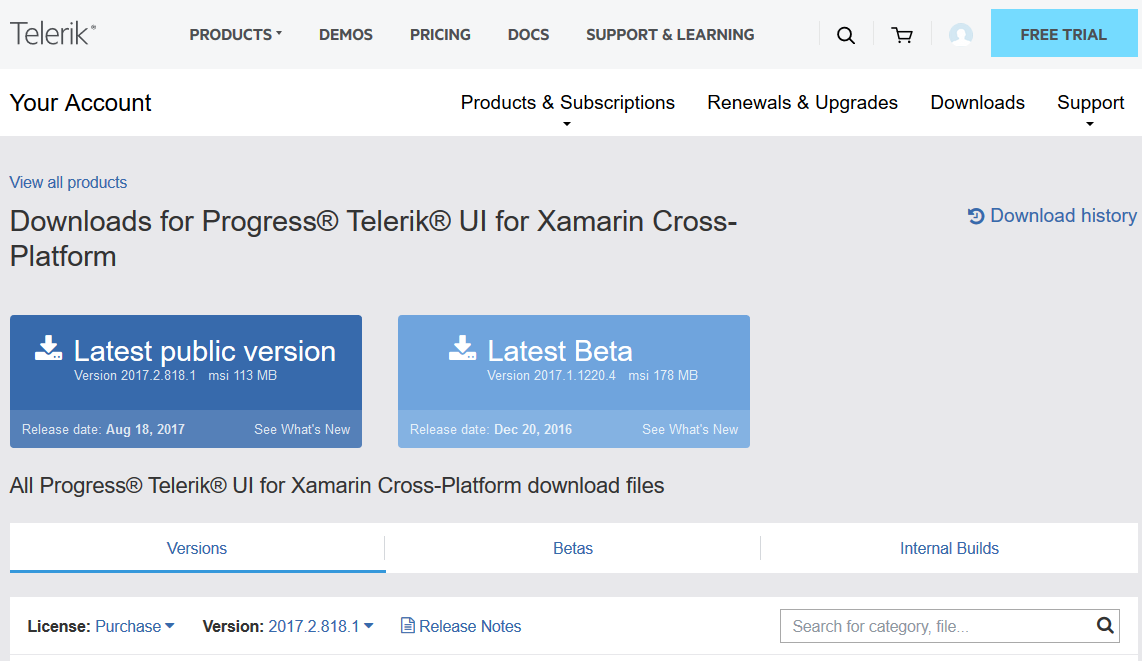 Telerik®
PRODUCTS DEMOS PRICING DOCS SUPPORT & LEARNING FREE TRIAL
Your Account Products & Subscriptions Renewals & Upgrades Downloads Support
View all products
Downloads for Progress® Telerik® UI for Xamarin Cross-
Platform
Download history
Latest public version
Version 2017.2.818.1 msi 113 MB
Release date: Aug 18, 2017 See What's New
Latest Beta
Version 2017.1.1220.4 msi 178 MB
Release date: Dec 20, 2016 See What's New
All Progress® Telerik® UI for Xamarin Cross-Platform download files
Versions Betas Internal Builds
License: Purchase Version: 2017.2.818.1 Release Notes Search for category, file...